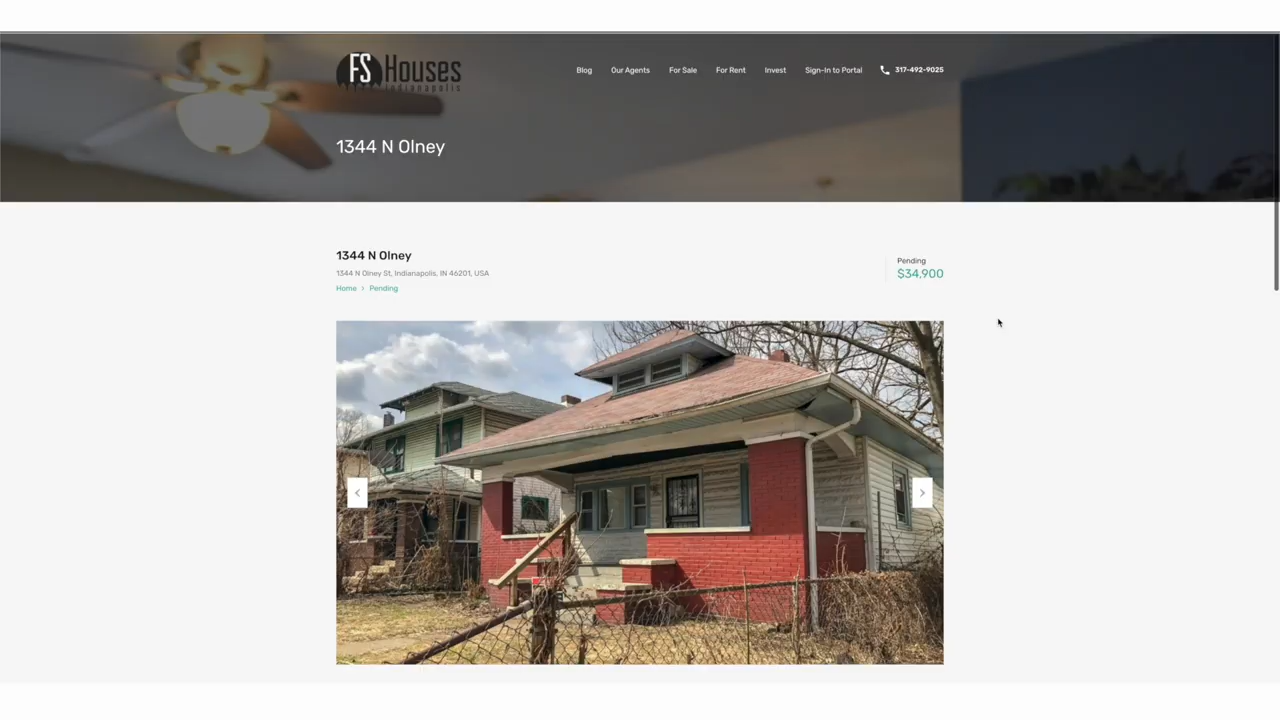 FS Houses
Indianapolis
Blog
Our Agents
For Sale
For Rent
Invest
Sign-In to Portal
317-492-9025
1344 N Olney
1344 N Olney
1344 N Olney St, Indianapolis, IN 46201, USA
Home > Pending
Pending
$34,900